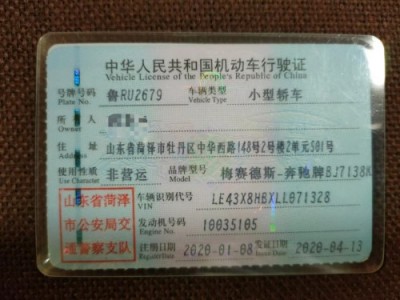 中华人民共和国机动车行驶证
Vehicle License of the People's Republic of China
号牌号码 鲁RU2679 车辆类型 小型轿车
Plate No. Vehicle Type
所 人
Owner
住 址 山东省菏泽市牡丹区中华西路148号2号楼2单元501号
Address
使用性质 非营运 品牌型号 梅赛德斯-奔驰牌BJ7138K
Use Character Model
山东省菏泽
市公安局交
通警察支队
车辆识别代号 LE43X8HBXLL071328
VIN
发动机号码 10035105
Engine No.
注册日期 2020-01-08 发证日期 2020-04-13
Register Date Issue Date